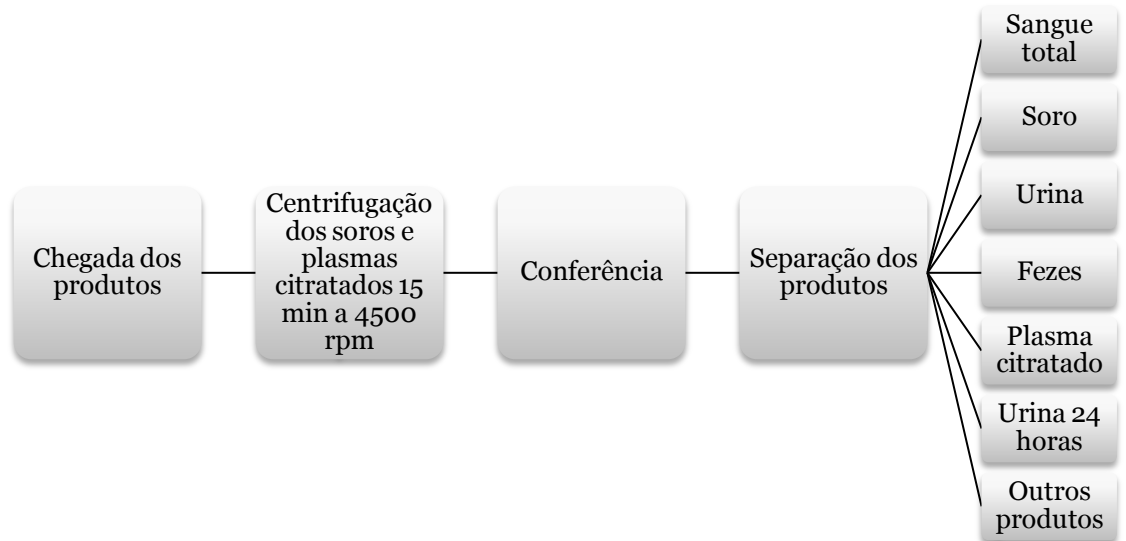 Chegada dos
produtos
Centrifugação
dos soros e
plasmas
citratados 15
min a 4500
rpm
Conferência
Separação dos
produtos
Sangue
total
Soro
Urina
Fezes
Plasma
citratado
Urina 24
horas
Outros
produtos